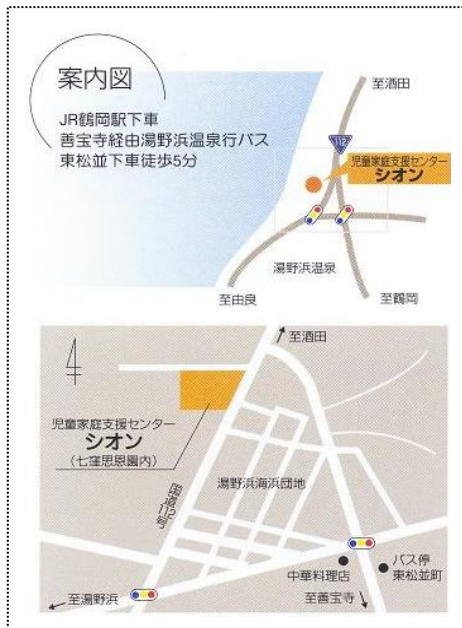 案内図
JR鶴岡駅下車
善宝寺経由湯野浜温泉行バス
東松並下車徒歩5分
至酒田
112
児童家庭支援センター
シオン
湯野浜温泉
至由良
至鶴岡
至酒田
4
児童家庭支援センター
シオン
(七窪思恩園内)
国道112号
湯野浜海浜団地
中華料理店
バス停
東松並町
至湯野浜
至善宝寺